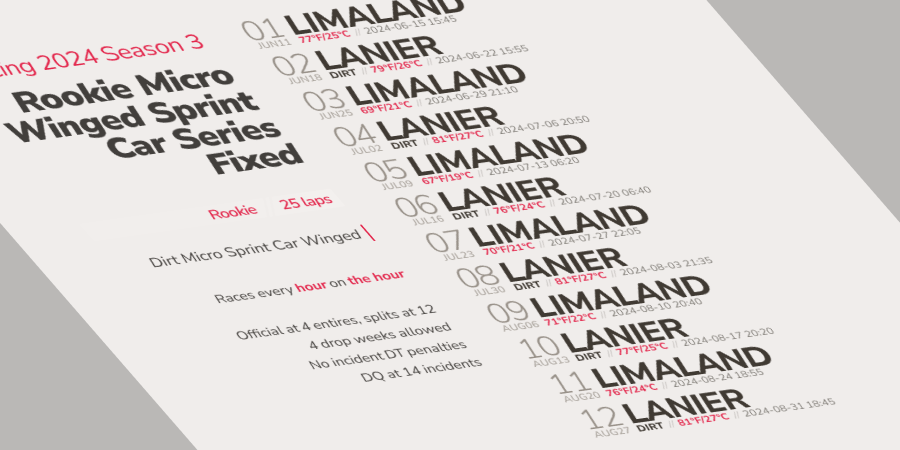 ing 2024 Season 3
Rookie Micro
Winged Sprint
Car Series
Fixed
Rookie 25 laps
Dirt Micro Sprint Car Winged
Races every hour on the hour
Official at 4 entires, splits at 12
4 drop weeks allowed
No incident DT penalties
DQ at 14 incidents
01 LIMALAND
JUN11 77°F/25°C // 2024-06-15 15:45
02 LANIER
JUN18 DIRT // 79°F/26°C // 2024-06-22 15:55
03 LIMALAND
JUN25 69°F/21°C // 2024-06-29 21:10
04 LANIER
JUL02 DIRT // 81°F/27°C // 2024-07-06 20:50
05 LIMALAND
JUL09 67°F/19°C // 2024-07-13 06:20
06 LANIER
JUL16 DIRT // 76°F/24°C // 2024-07-20 06:40
07 LIMALAND
JUL23 70°F/21°C // 2024-07-27 22:05
08 LANIER
JUL30 DIRT // 81°F/27°C // 2024-08-03 21:35
09 LIMALAND
AUG06 71°F/22°C // 2024-08-10 20:40
10 LANIER
AUG13 DIRT // 77°F/25°C // 2024-08-17 20:20
11 LIMALAND
AUG20 76°F/24°C // 2024-08-24 18:55
12 LANIER
AUG27 DIRT // 81°F/27°C // 2024-08-31 18:45